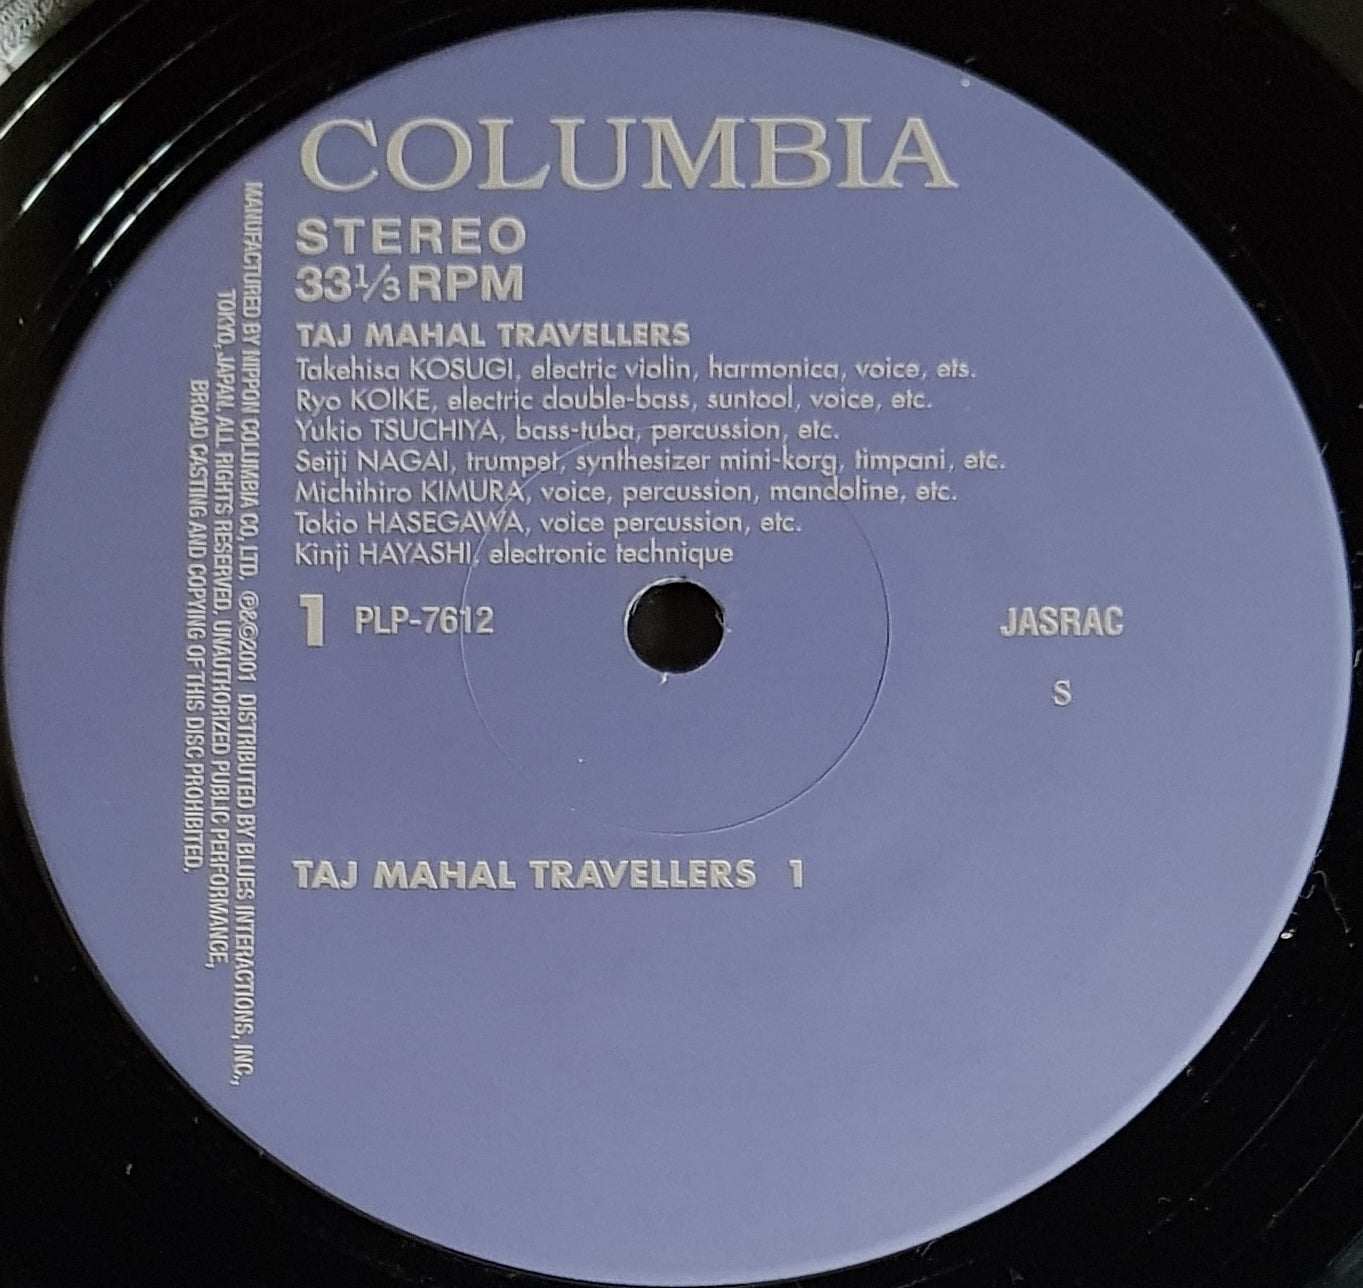 COLUMBIA
STEREO
33 1/3 RPM
TAJ MAHAL TRAVELLERS
Takehisa KOSUGI, electric violin, harmonica, voice, ets.
Ryo KOIKE, electric double-bass, suntool, voice, etc.
Yukio TSUCHIYA, bass-tuba, percussion, etc.
Seiji NAGAI, trumpet, synthesizer mini-korg, timpani, etc.
Michihiro KIMURA, voice, percussion, mandoline, etc.
Tokio HASEGAWA, voice percussion, etc.
Kinji HAYASHI, electronic technique
1 PLP-7612
JASRAC
S
TAJ MAHAL TRAVELLERS 1
MANUFACTURED BY NIPPON COLUMBIA CO., LTD. ℗&©2001 DISTRIBUTED BY BLUES INTERACTIONS, INC.,
TOKYO, JAPAN. ALL RIGHTS RESERVED, UNAUTHORIZED PUBLIC PERFORMANCE,
BROAD CASTING AND COPYING OF THIS DISC PROHIBITED.